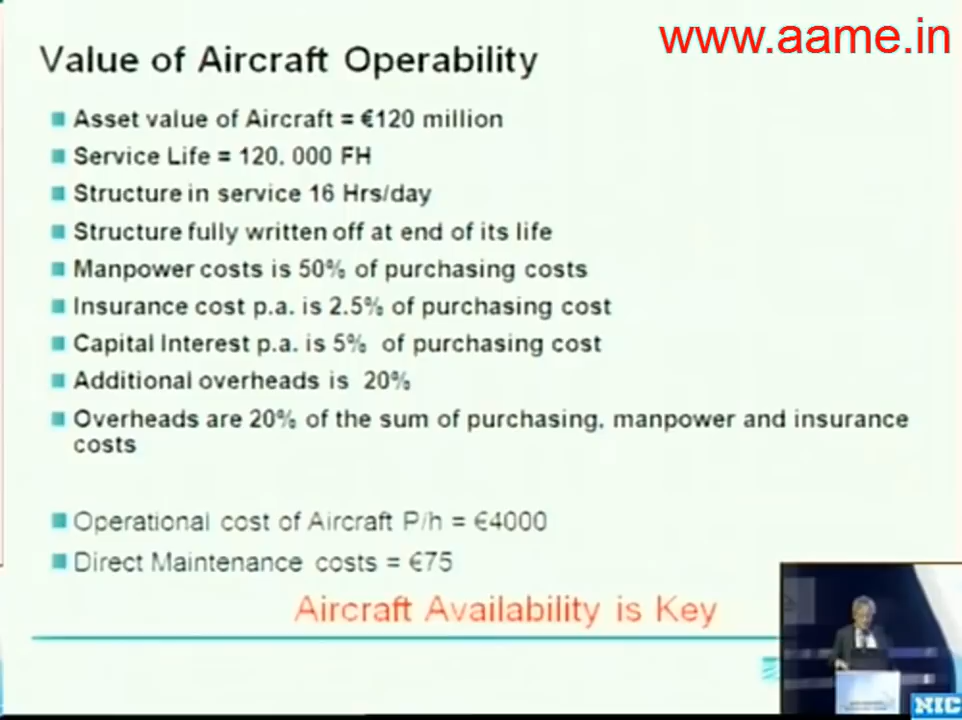 www.aame.in
Value of Aircraft Operability
Asset value of Aircraft = €120 million
Service Life = 120, 000 FH
Structure in service 16 Hrs/day
Structure fully written off at end of its life
Manpower costs is 50% of purchasing costs
Insurance cost p.a. is 2.5% of purchasing cost
Capital Interest p.a. is 5% of purchasing cost
Additional overheads is 20%
Overheads are 20% of the sum of purchasing, manpower and insurance
costs
Operational cost of Aircraft P/h = €4000
Direct Maintenance costs = €75
Aircraft Availability is Key
NIC